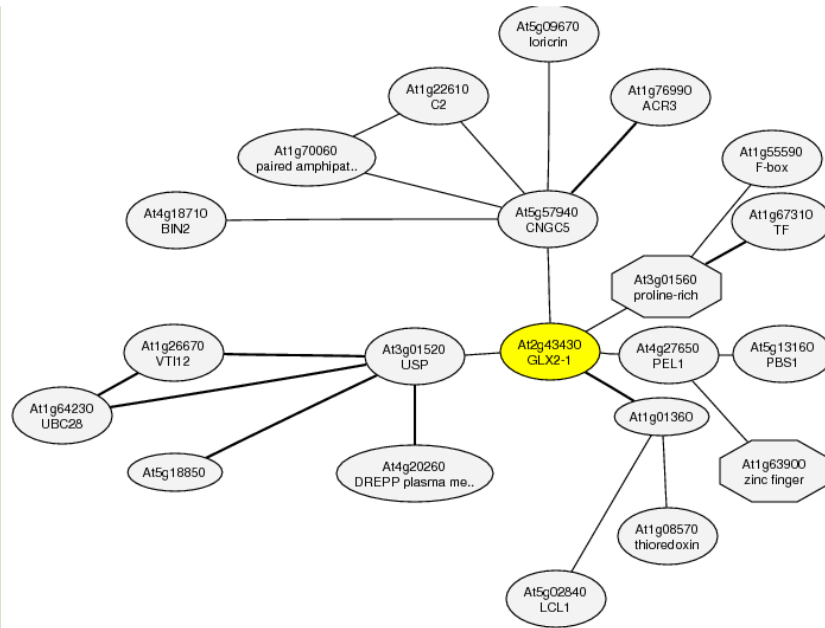 At5g09670
loricrin
At1g22610
C2
At1g76990
ACR3
At1g70060
paired amphipat..
At1g55590
F-box
At4g18710
BIN2
At5g57940
CNGC5
At1g67310
TF
At3g01560
proline-rich
At1g26670
VTI12
At3g01520
USP
At2g43430
GLX2-1
At4g27650
PEL1
At5g13160
PBS1
At1g64230
UBC28
At1g01360
At5g18850
At4g20260
DREPP plasma me..
At1g63900
zinc finger
At1g08570
thioredoxin
At5g02840
LCL1